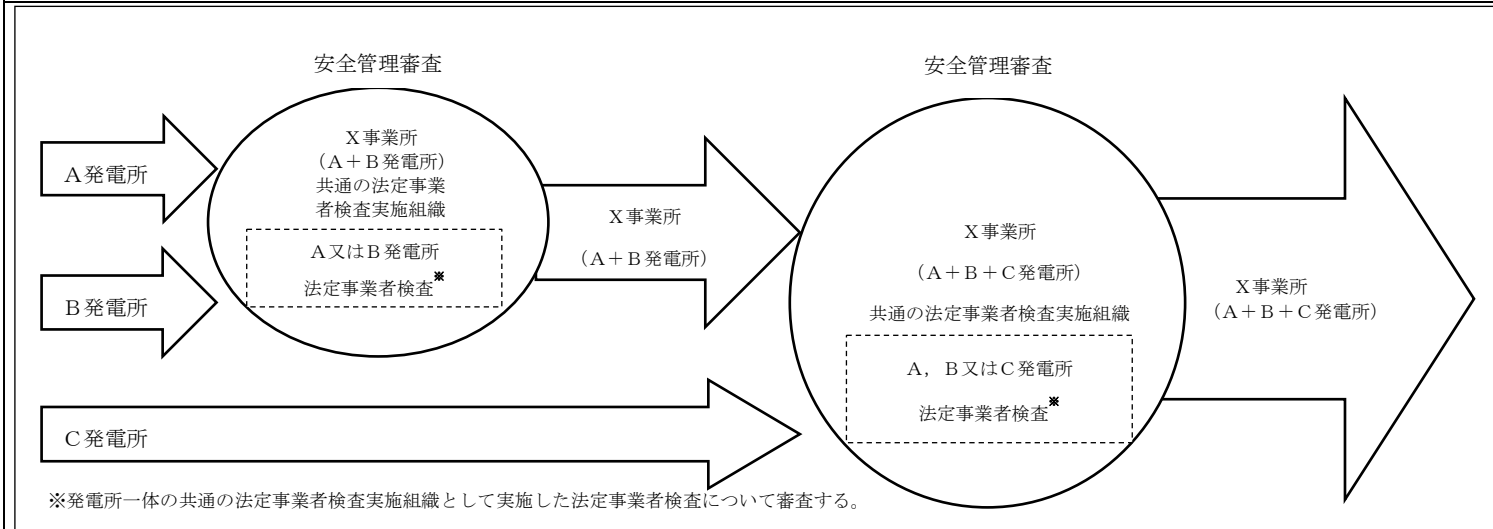 安全管理審査
安全管理審査
A発電所
B発電所
C発電所
X事業所
（A＋B発電所）
共通の法定事業
者検査実施組織
A又はB発電所
法定事業者検査※
X事業所
（A＋B発電所）
X事業所
（A＋B＋C発電所）
共通の法定事業者検査実施組織
A，B又はC発電所
法定事業者検査※
X事業所
（A＋B＋C発電所）
※発電所一体の共通の法定事業者検査実施組織として実施した法定事業者検査について審査する。